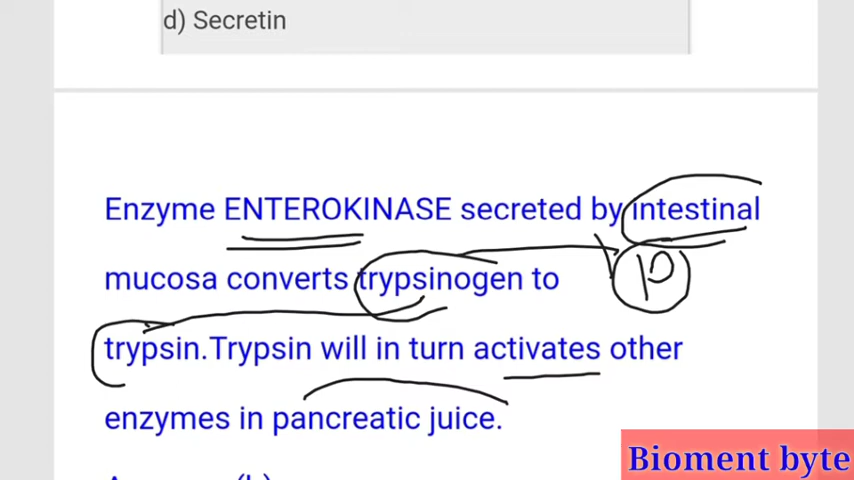 d) Secretin
Enzyme ENTEROKINASE secreted by intestinal
mucosa converts trypsinogen to
P
trypsin.Trypsin will in turn activates other
enzymes in pancreatic juice.
Bioment byte